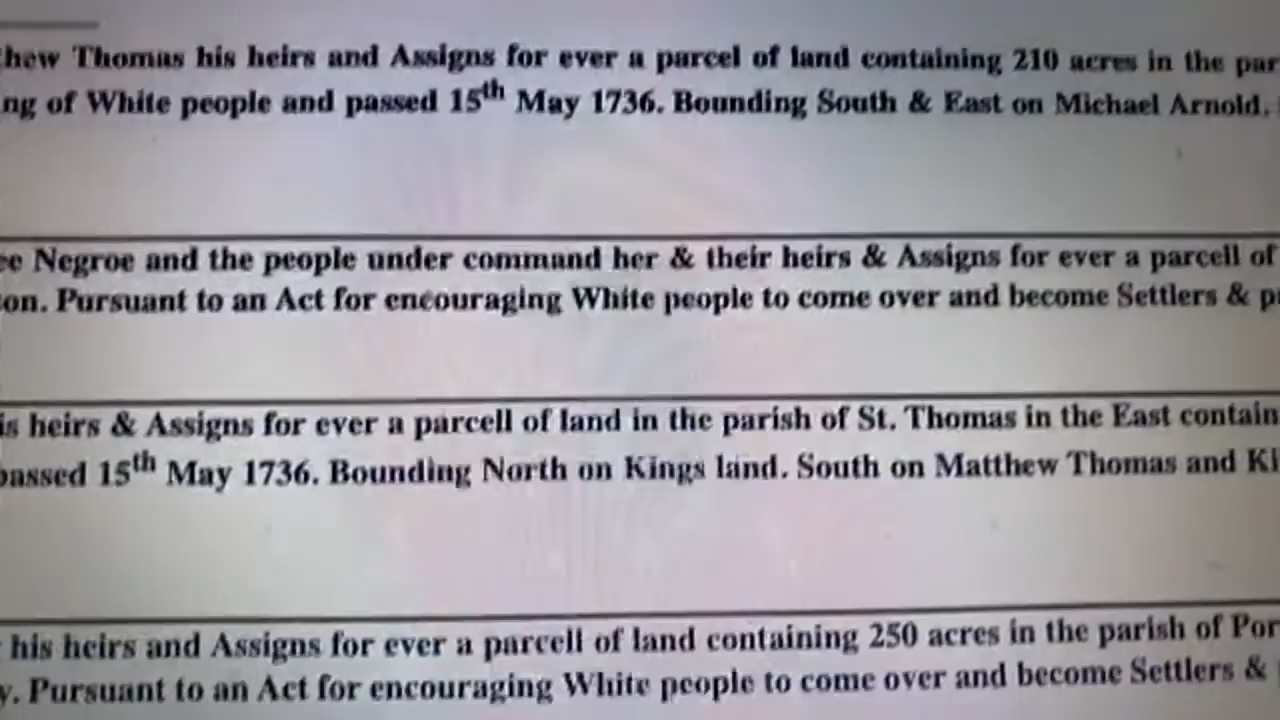 hew Thomas his heirs and Assigns for ever a parcel of land containing 210 acres in the par
ng of White people and passed 15th May 1736. Bounding South & East on Michael Arnold.
ee Negroe and the people under command her & their heirs & Assigns for ever a parcell of
on. Pursuant to an Act for encouraging White people to come over and become Settlers & p
is heirs & Assigns for ever a parcell of land in the parish of St. Thomas in the East contain
passed 15th May 1736. Bounding North on Kings land. South on Matthew Thomas and Ki
his heirs and Assigns for ever a parcell of land containing 250 acres in the parish of Por
y. Pursuant to an Act for encouraging White people to come over and become Settlers &